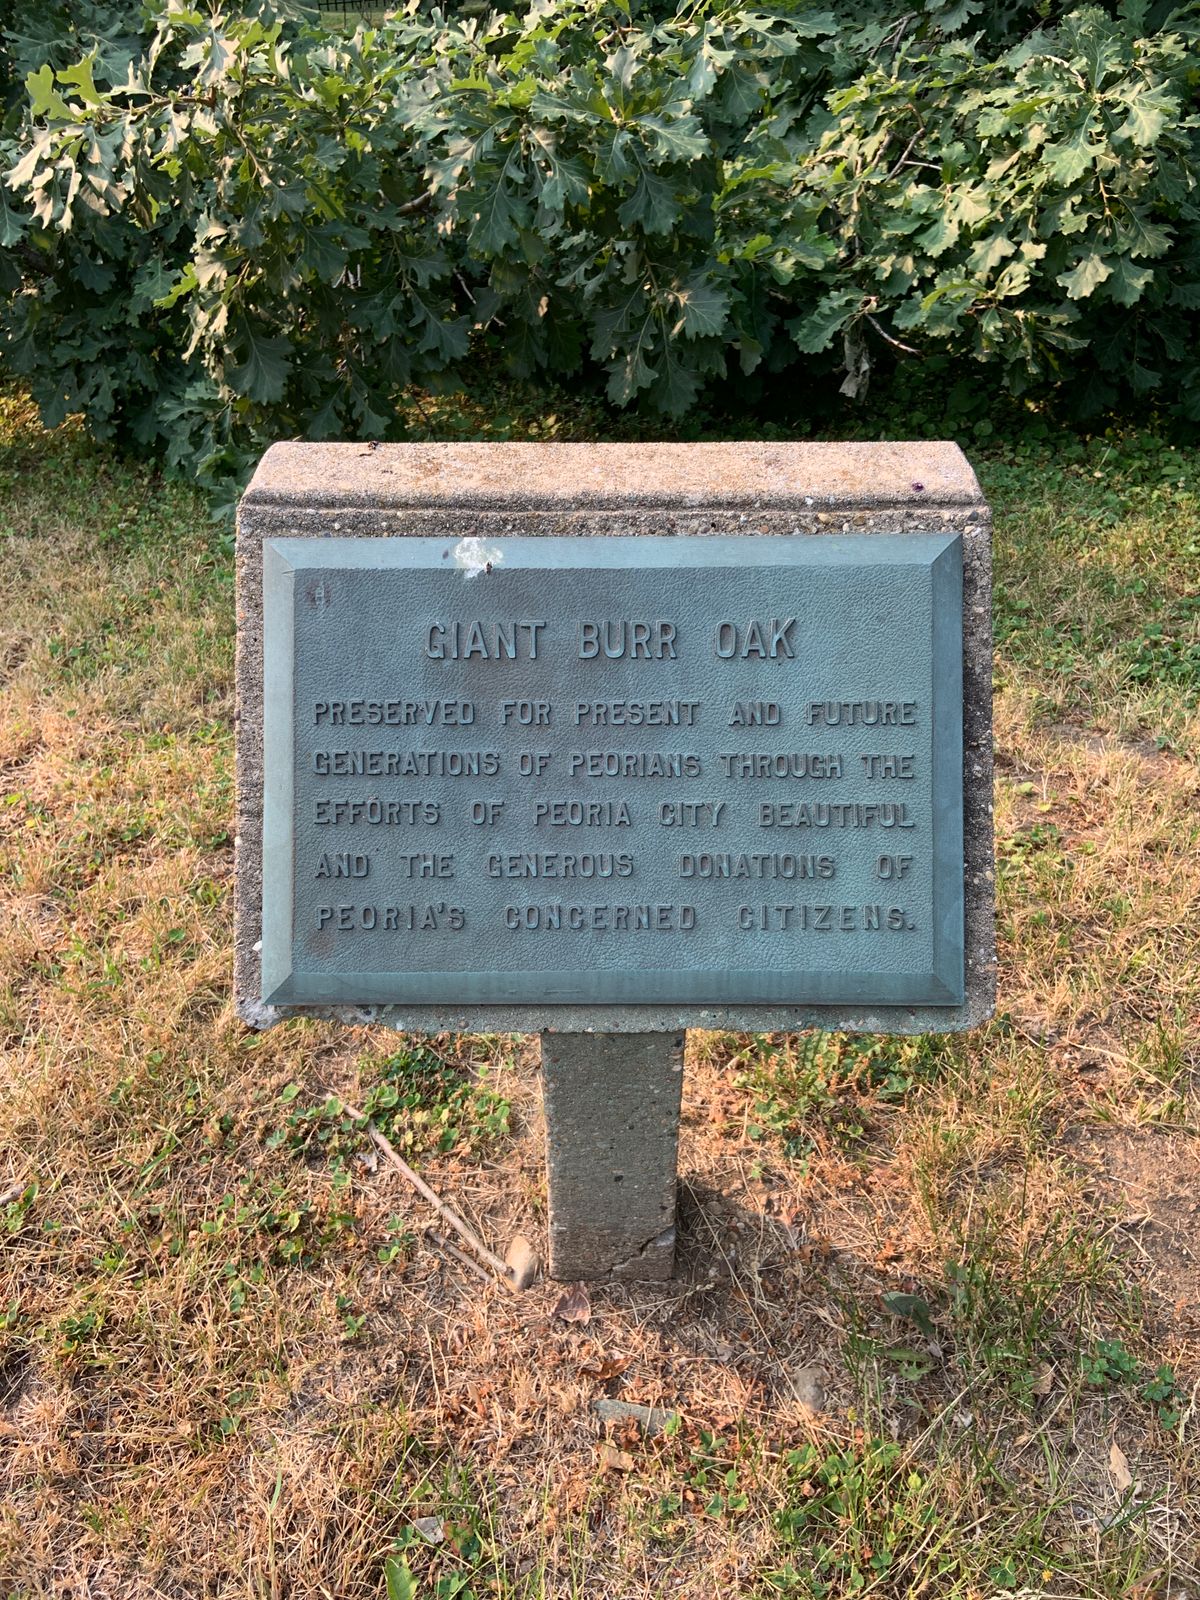 GIANT BURR OAK
PRESERVED FOR PRESENT AND FUTURE
GENERATIONS OF PEORIANS THROUGH THE
EFFORTS OF PEORIA CITY BEAUTIFUL
AND THE GENEROUS DONATIONS OF
PEORIA'S CONCERNED CITIZENS.